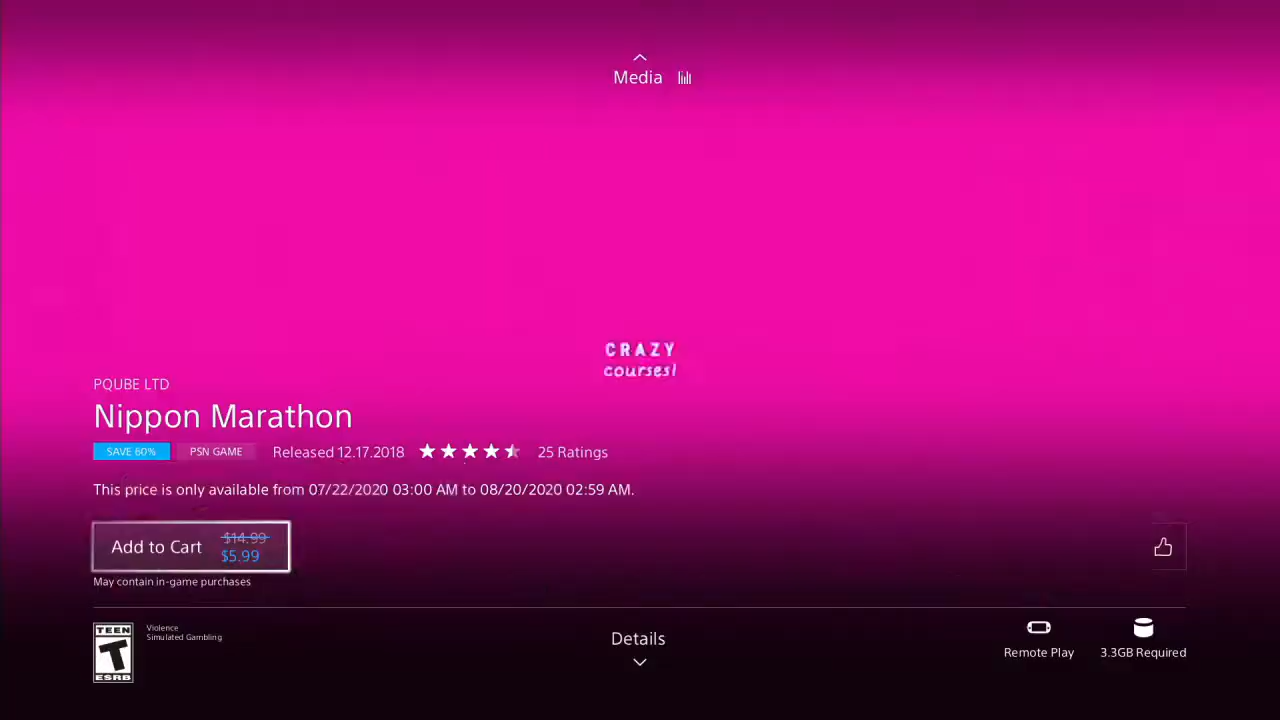 Media
CRAZY
courses!
PQUBE LTD
Nippon Marathon
SAVE 60% PSN GAME Released 12.17.2018 25 Ratings
This price is only available from 07/22/2020 03:00 AM to 08/20/2020 02:59 AM.
Add to Cart $14.99
$5.99
May contain in-game purchases
TEEN
T
ESRB
Violence
Simulated Gambling
Details
Remote Play
3.3GB Required